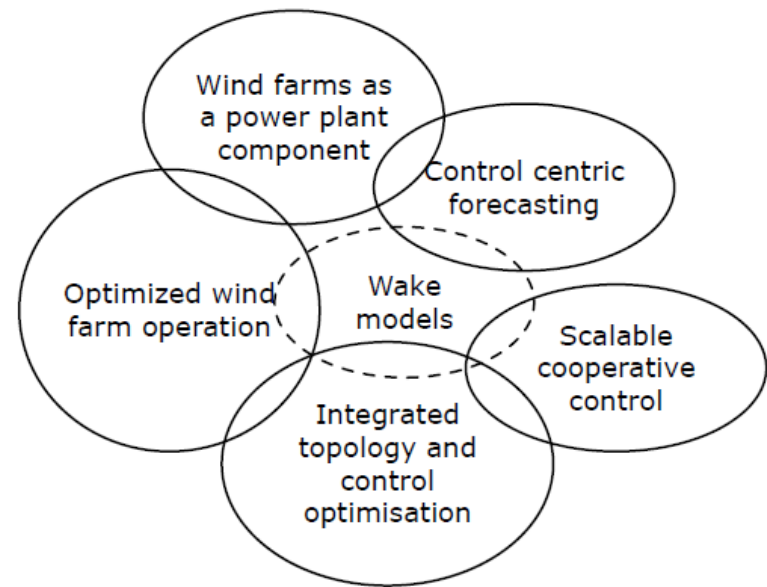 Wind farms as
a power plant
component
Control centric
forecasting
Optimized wind
farm operation
Wake
models
Scalable
cooperative
control
Integrated
topology and
control
optimisation